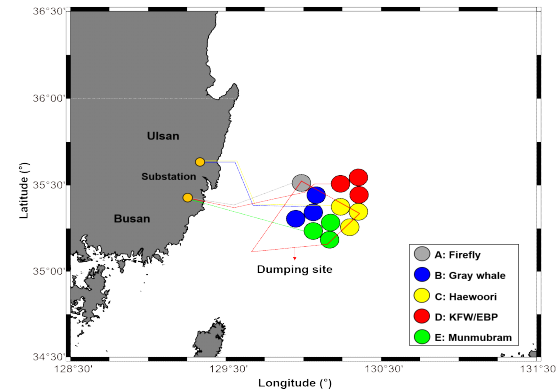 36°30'
36°00'
35°30'
35°00'
34°30'
Latitude (°)
Ulsan
Substation
Busan
Dumping site
A: Firefly
B: Gray whale
C: Haewoori
D: KFW/EBP
E: Munmubram
128°30' 129°30' 130°30' 131°30'
Longitude (°)